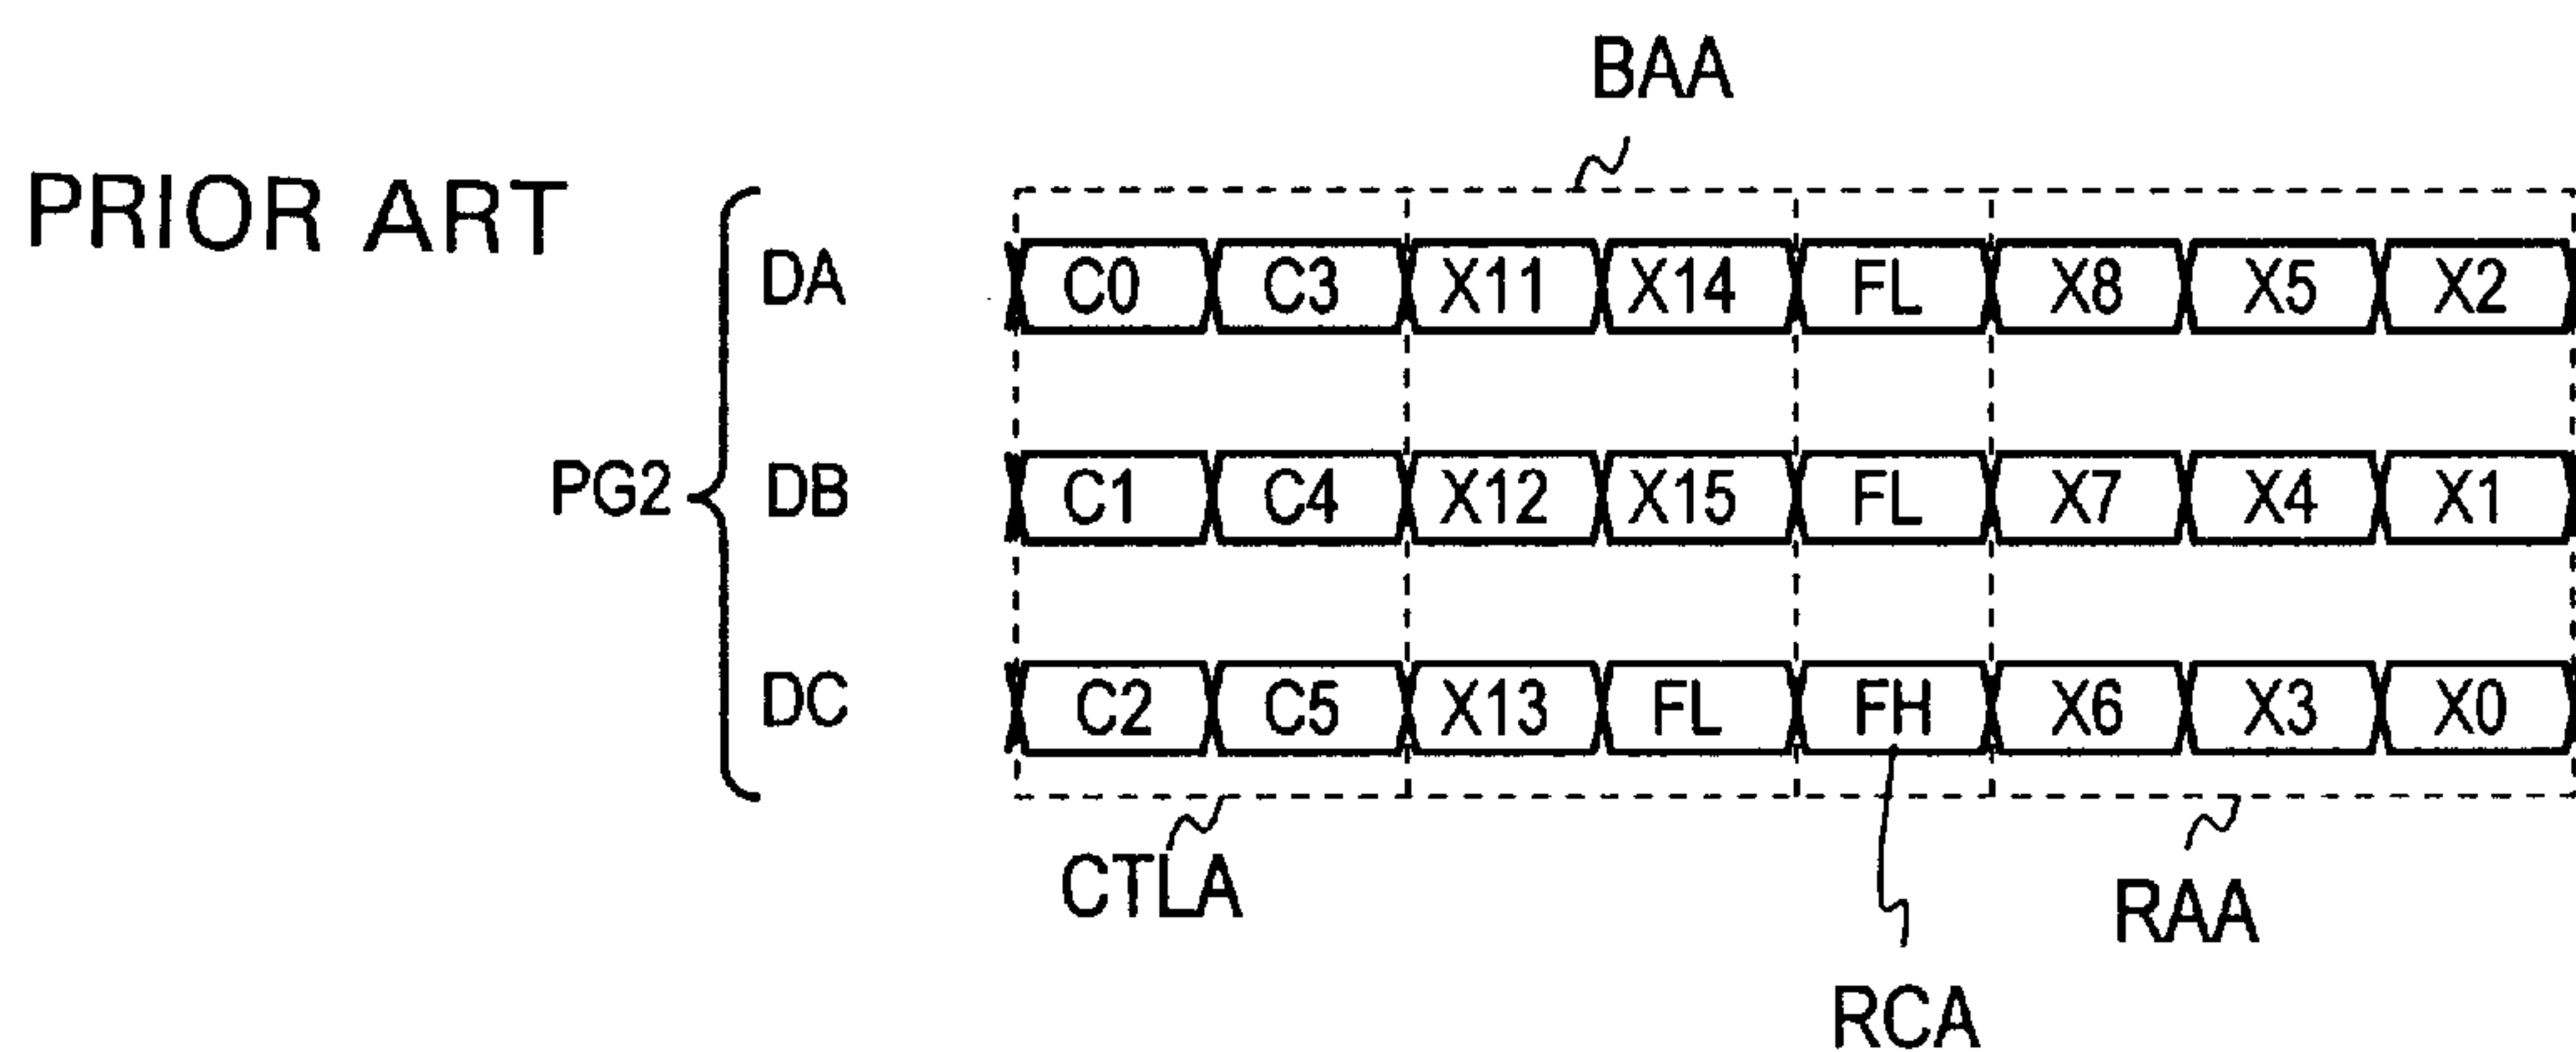 BAA
PRIOR ART
DA C0 C3 X11 X14 FL X8 X5 X2
PG2 DB C1 C4 X12 X15 FL X7 X4 X1
DC C2 C5 X13 FL FH X6 X3 X0
CTLA
RAA
RCA